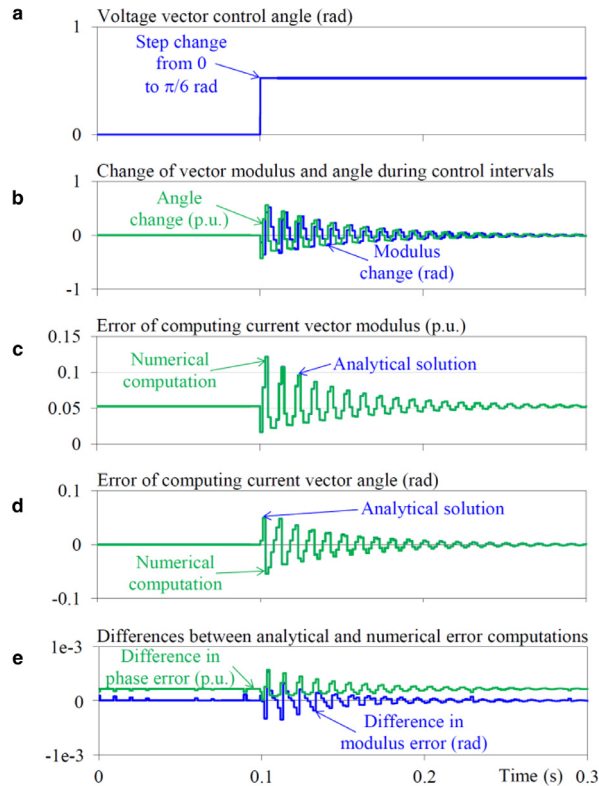 a
Voltage vector control angle (rad)
1
Step change
from 0
to π/6 rad
0
b
Change of vector modulus and angle during control intervals
1
Angle
change (p.u.)
0
Modulus
change (rad)
-1
c
Error of computing current vector modulus (p.u.)
0.15
Numerical
computation
Analytical solution
0.10
0.05
0
d
Error of computing current vector angle (rad)
0.1
Analytical solution
0
Numerical
computation
-0.1
e
Differences between analytical and numerical error computations
1e-3
Difference in
phase error (p.u.)
0
Difference in
modulus error (rad)
-1e-3
0
0.1
0.2
Time (s)
0.3